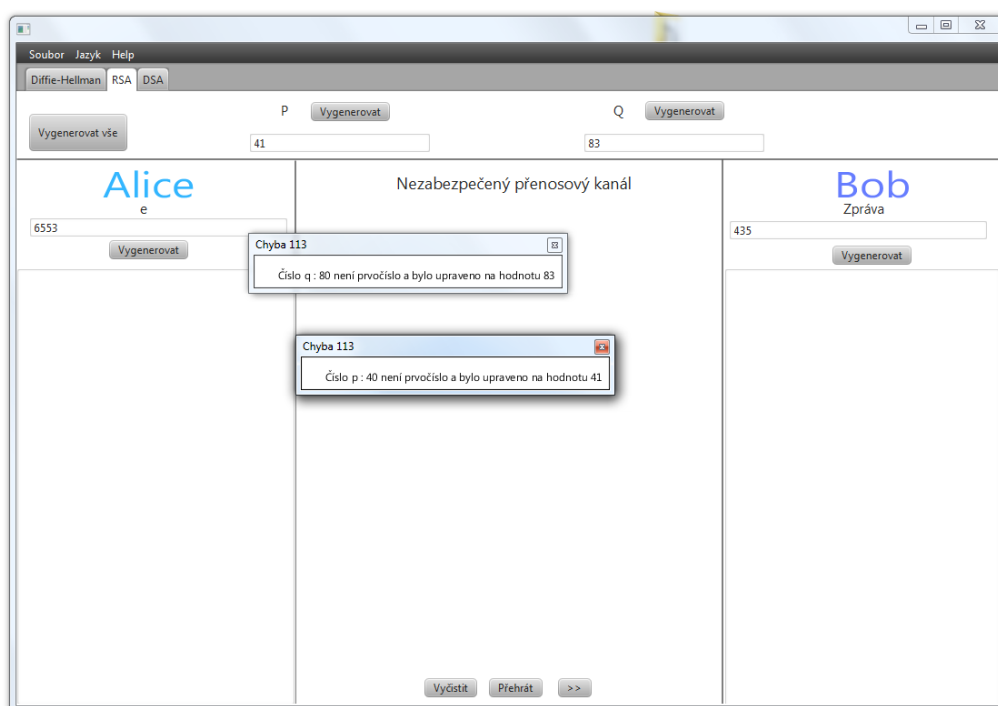 Soubor Jazyk Help
Diffie-Hellman RSA DSA
P Vygenerovat Q Vygenerovat
Vygenerovat vše
41 83
Alice
e
6553
Vygenerovat
Nezabezpečený přenosový kanál
Bob
Zpráva
435
Vygenerovat
Chyba 113
Číslo q : 80 není prvočíslo a bylo upraveno na hodnotu 83
Chyba 113
Číslo p : 40 není prvočíslo a bylo upraveno na hodnotu 41
Vyčistit Přehrát >>